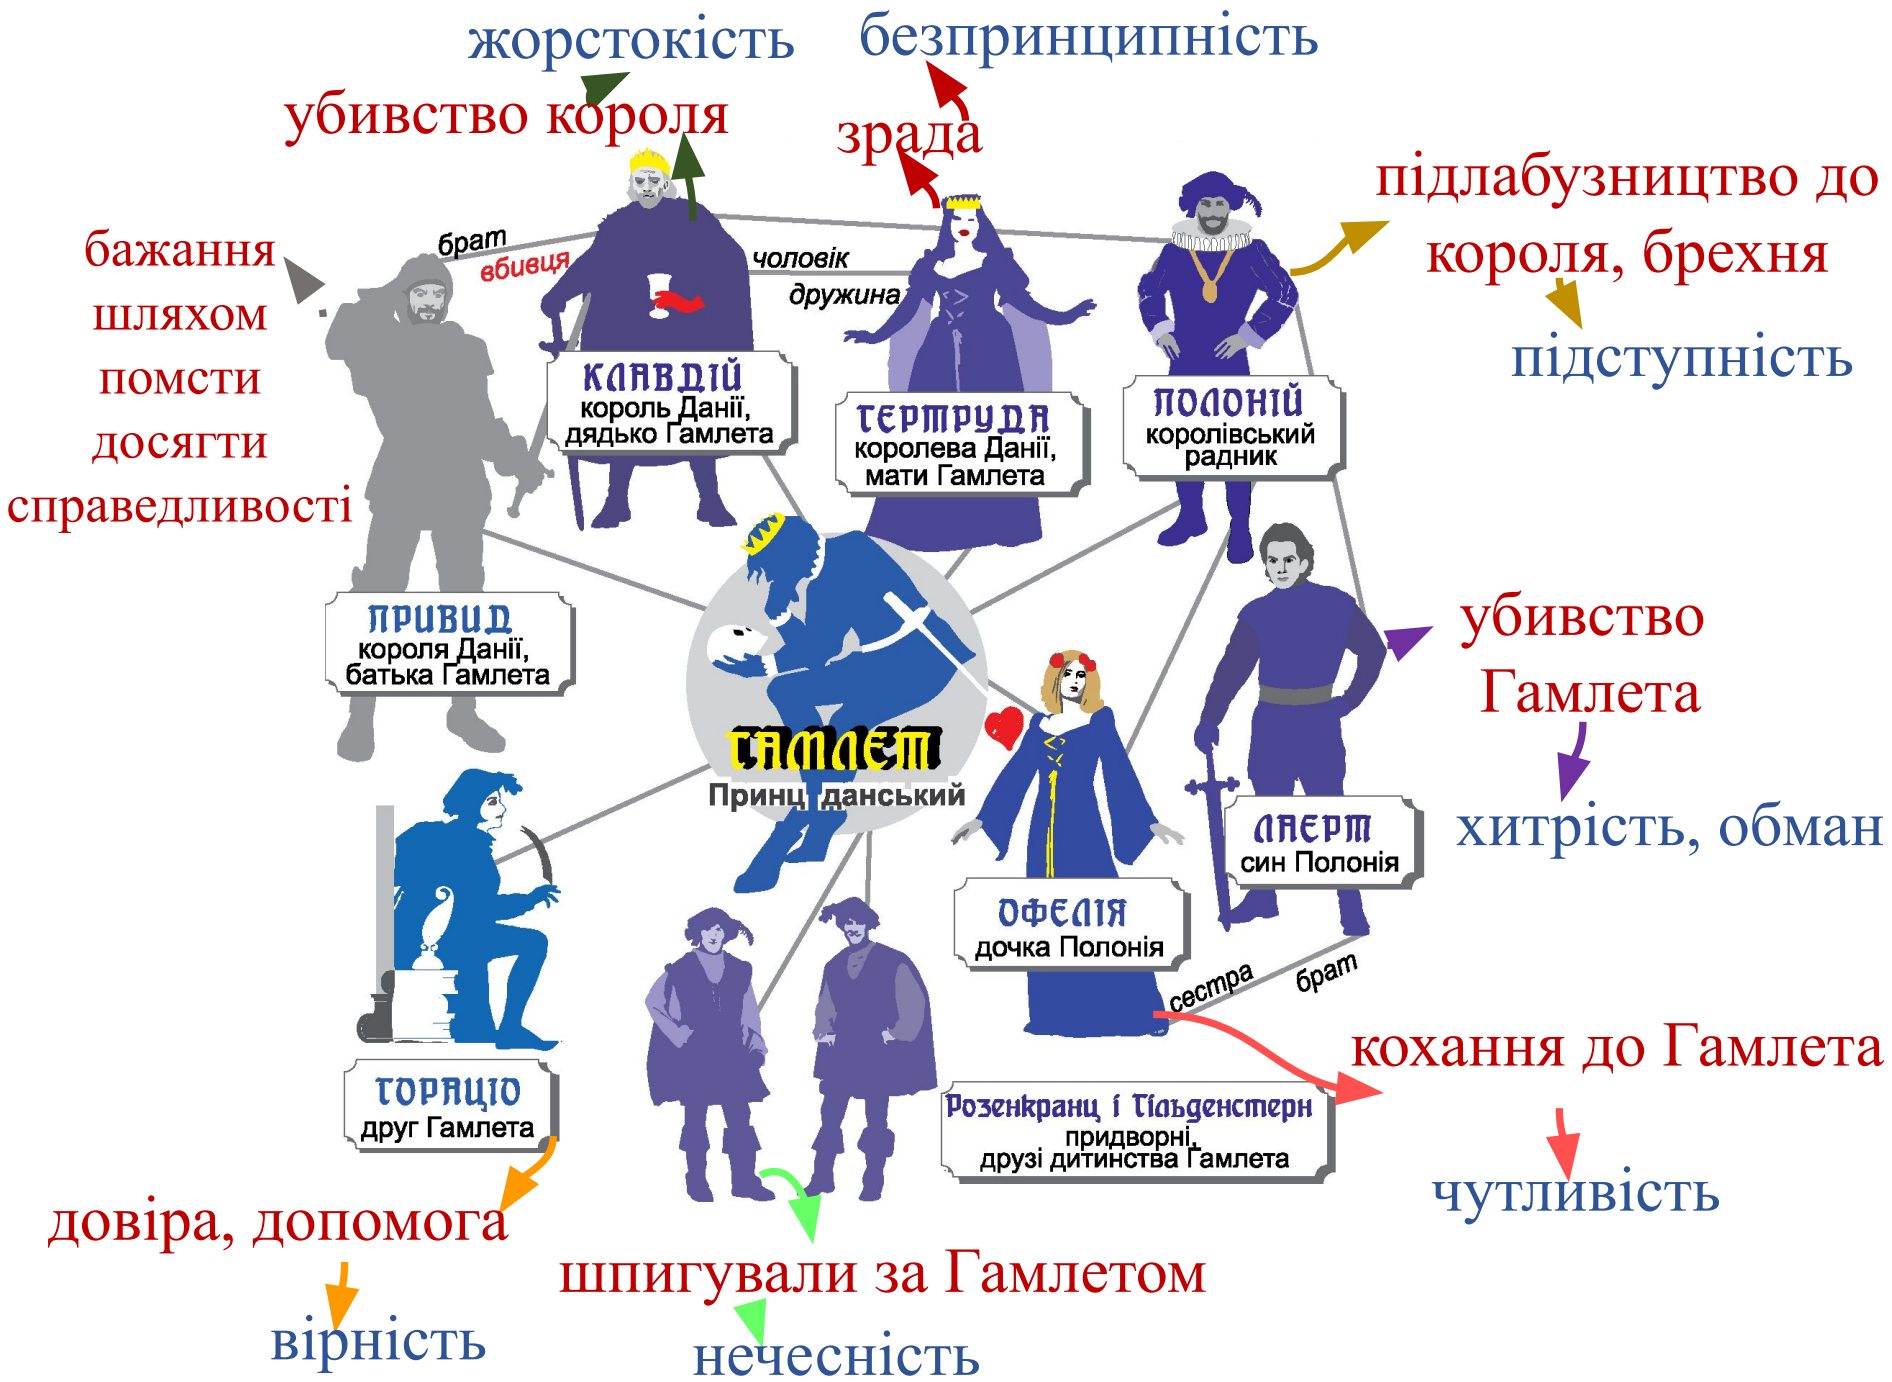 жорстокість
безпринципність
убивство короля
зрада
підлабузництво до
короля, брехня
підступність
бажання
шляхом
помсти
досягти
справедливості
брат
вбивця
чоловік
дружина
КЛАВДІЙ
король Данії,
дядько Гамлета
ГЕРТРУДА
королева Данії,
мати Гамлета
ПОЛОНІЙ
королівський
радник
ПРИВИД
короля Данії,
батька Гамлета
ГАМЛЕТ
Принц данський
убивство
Гамлета
хитрість, обман
ЛАЕРТ
син Полонія
ОФЕЛІЯ
дочка Полонія
сестра
брат
ГОРАЦІО
друг Гамлета
Розенкранц і Гільденстерн
придворні,
друзі дитинства Гамлета
кохання до Гамлета
чутливість
довіра, допомога
вірність
шпигували за Гамлетом
нечесність